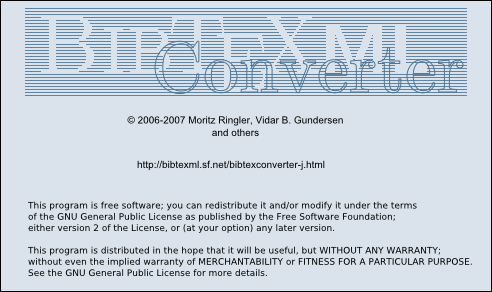 BIBTEXML
Converter
© 2006-2007 Moritz Ringler, Vidar B. Gundersen
and others
http://bibtexml.sf.net/bibtexconverter-j.html
This program is free software; you can redistribute it and/or modify it under the terms
of the GNU General Public License as published by the Free Software Foundation;
either version 2 of the License, or (at your option) any later version.
This program is distributed in the hope that it will be useful, but WITHOUT ANY WARRANTY;
without even the implied warranty of MERCHANTABILITY or FITNESS FOR A PARTICULAR PURPOSE.
See the GNU General Public License for more details.